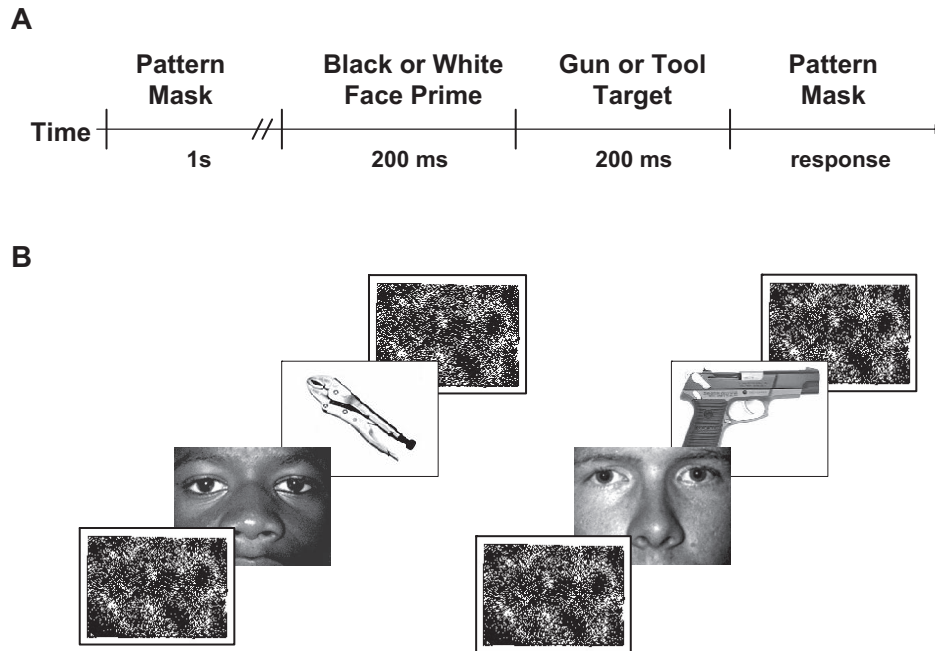 A
Pattern Mask
Black or White Face Prime
Gun or Tool Target
Pattern Mask
Time
1s
200 ms
200 ms
response
B